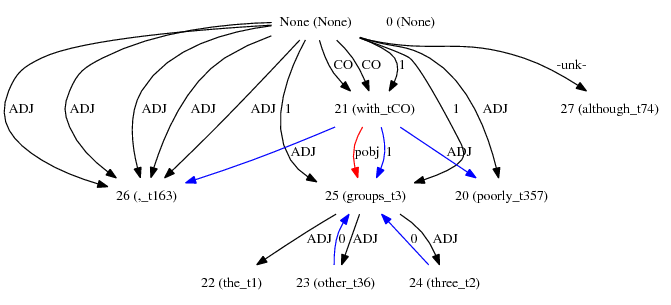 None (None) 0 (None)
CO CO 1 -unk-
ADJ ADJ ADJ ADJ ADJ 1 21 (with_tCO) 1 ADJ 27 (although_t74)
ADJ pobj 1 ADJ
26 (,_t163) 25 (groups_t3) 20 (poorly_t357)
ADJ 0 ADJ 0 ADJ
22 (the_t1) 23 (other_t36) 24 (three_t2)